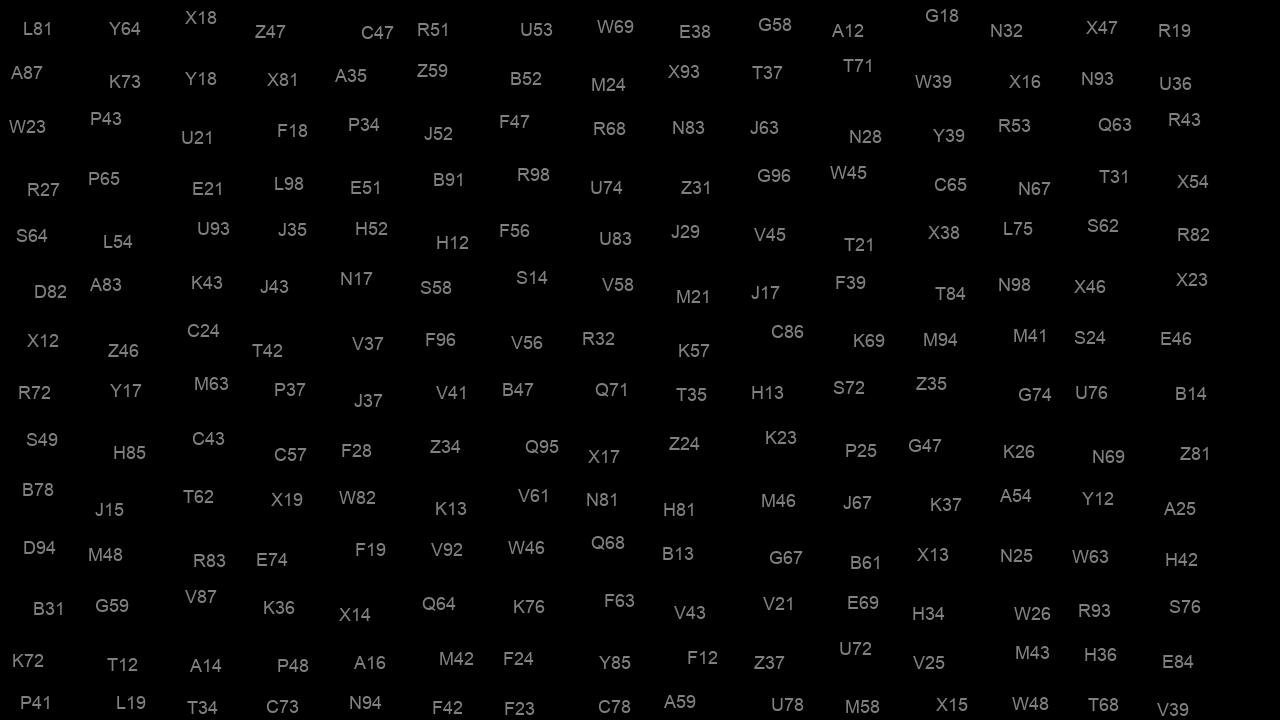 L81 Y64 X18 Z47 C47 R51 U53 W69 E38 G58 A12 G18 N32 X47 R19
A87 K73 Y18 X81 A35 Z59 B52 M24 X93 T37 T71 W39 X16 N93 U36
W23 P43 U21 F18 P34 J52 F47 R68 N83 J63 N28 Y39 R53 Q63 R43
R27 P65 E21 L98 E51 B91 R98 U74 Z31 G96 W45 C65 N67 T31 X54
S64 L54 U93 J35 H52 H12 F56 U83 J29 V45 T21 X38 L75 S62 R82
D82 A83 K43 J43 N17 S58 S14 V58 M21 J17 F39 T84 N98 X46 X23
X12 Z46 C24 T42 V37 F96 V56 R32 K57 C86 K69 M94 M41 S24 E46
R72 Y17 M63 P37 J37 V41 B47 Q71 T35 H13 S72 Z35 G74 U76 B14
S49 H85 C43 C57 F28 Z34 Q95 X17 Z24 K23 P25 G47 K26 N69 Z81
B78 J15 T62 X19 W82 K13 V61 N81 H81 M46 J67 K37 A54 Y12 A25
D94 M48 R83 E74 F19 V92 W46 Q68 B13 G67 B61 X13 N25 W63 H42
B31 G59 V87 K36 X14 Q64 K76 F63 V43 V21 E69 H34 W26 R93 S76
K72 T12 A14 P48 A16 M42 F24 Y85 F12 Z37 U72 V25 M43 H36 E84
P41 L19 T34 C73 N94 F42 F23 C78 A59 U78 M58 X15 W48 T68 V39